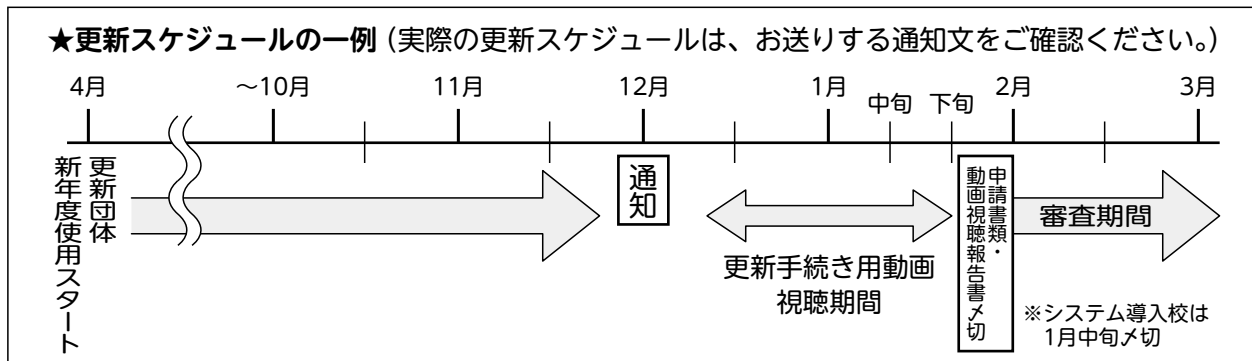 ★更新スケジュールの一例（実際の更新スケジュールは、お送りする通知文をご確認ください。）
4月
～10月
11月
12月
1月
中旬
下旬
2月
3月
更新団体
新年度使用スタート
通知
更新手続き用動画
視聴期間
申請書類・
動画視聴報告書〆切
審査期間
※システム導入校は
1月中旬〆切